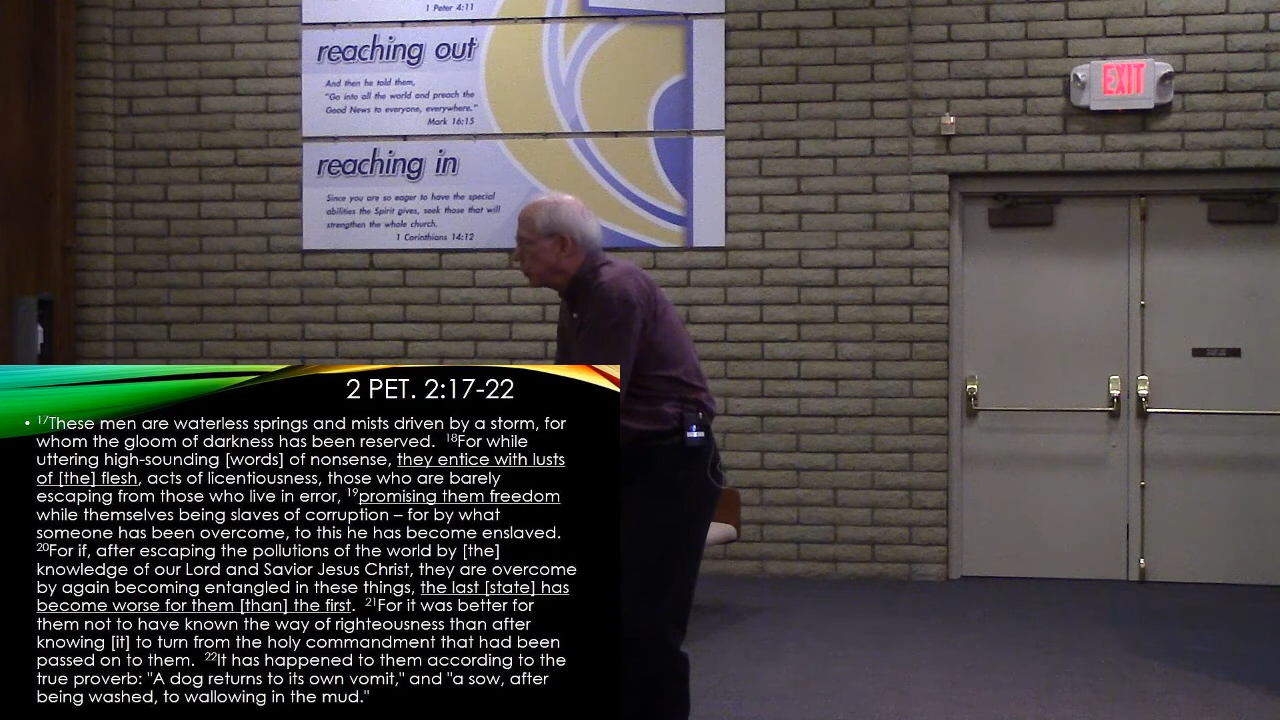 1 Peter 4:11
reaching out
And then he told them,
"Go into all the world and preach the
Good News to everyone, everywhere."
Mark 16:15
reaching in
Since you are so eager to have the special
abilities the Spirit gives, seek those that will
strengthen the whole church.
1 Corinthians 14:12
EXIT
2 PET. 2:17-22
• 17These men are waterless springs and mists driven by a storm, for
whom the gloom of darkness has been reserved. 18For while
uttering high-sounding [words] of nonsense, they entice with lusts
of [the] flesh, acts of licentiousness, those who are barely
escaping from those who live in error, 19promising them freedom
while themselves being slaves of corruption – for by what
someone has been overcome, to this he has become enslaved.
20For if, after escaping the pollutions of the world by [the]
knowledge of our Lord and Savior Jesus Christ, they are overcome
by again becoming entangled in these things, the last [state] has
become worse for them [than] the first. 21For it was better for
them not to have known the way of righteousness than after
knowing [it] to turn from the holy commandment that had been
passed on to them. 22It has happened to them according to the
true proverb: "A dog returns to its own vomit," and "a sow, after
being washed, to wallowing in the mud."